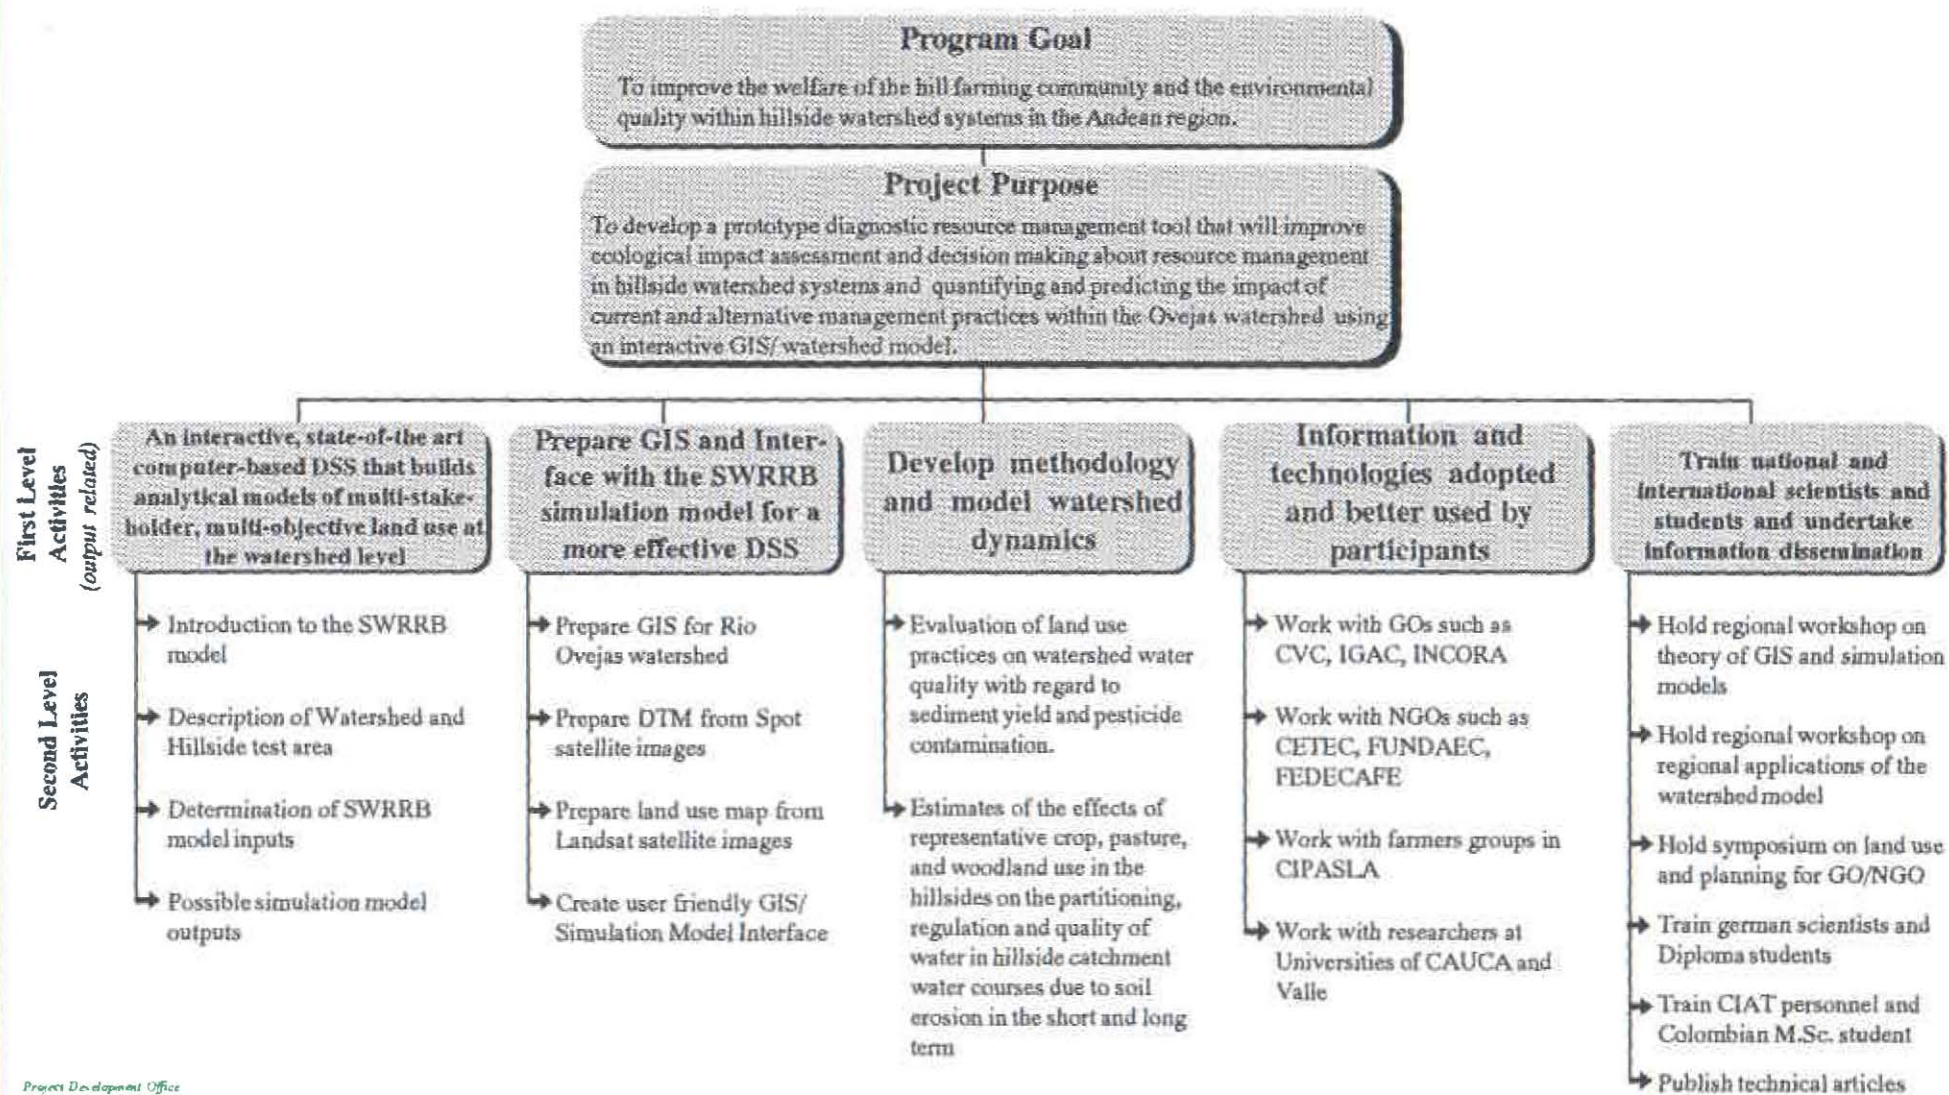 Program Goal
To improve the welfare of the hill farming community and the environmental
quality within hillside watershed systems in the Andean region.
Project Purpose
To develop a prototype diagnostic resource management tool that will improve
ecological impact assessment and decision making about resource management
in hillside watershed systems and quantifying and predicting the impact of
current and alternative management practices within the Ovejas watershed using
an interactive GIS/ watershed model.
First Level
Activities
(output related)
An interactive, state-of-the art
computer-based DSS that builds
analytical models of multi-stake-
holder, multi-objective land use at
the watershed level
Prepare GIS and Inter-
face with the SWRRB
simulation model for a
more effective DSS
Develop methodology
and model watershed
dynamics
Information and
technologies adopted
and better used by
participants
Train national and
international scientists and
students and undertake
information dissemination
Second Level
Activities
Introduction to the SWRRB
model
Description of Watershed and
Hillside test area
Determination of SWRRB
model inputs
Possible simulation model
outputs
Prepare GIS for Rio
Ovejas watershed
Prepare DTM from Spot
satellite images
Prepare land use map from
Landsat satellite images
Create user friendly GIS/
Simulation Model Interface
Evaluation of land use
practices on watershed water
quality with regard to
sediment yield and pesticide
contamination.
Estimates of the effects of
representative crop, pasture,
and woodland use in the
hillsides on the partitioning,
regulation and quality of
water in hillside catchment
water courses due to soil
erosion in the short and long
term
Work with GOs such as
CVC, IGAC, INCORA
Work with NGOs such as
CETEC, FUNDAEC,
FEDECAFE
Work with farmers groups in
CIPASLA
Work with researchers at
Universities of CAUCA and
Valle
Hold regional workshop on
theory of GIS and simulation
models
Hold regional workshop on
regional applications of the
watershed model
Hold symposium on land use
and planning for GO/NGO
Train german scientists and
Diploma students
Train CIAT personnel and
Colombian M.Sc. student
Publish technical articles
Project Development Office